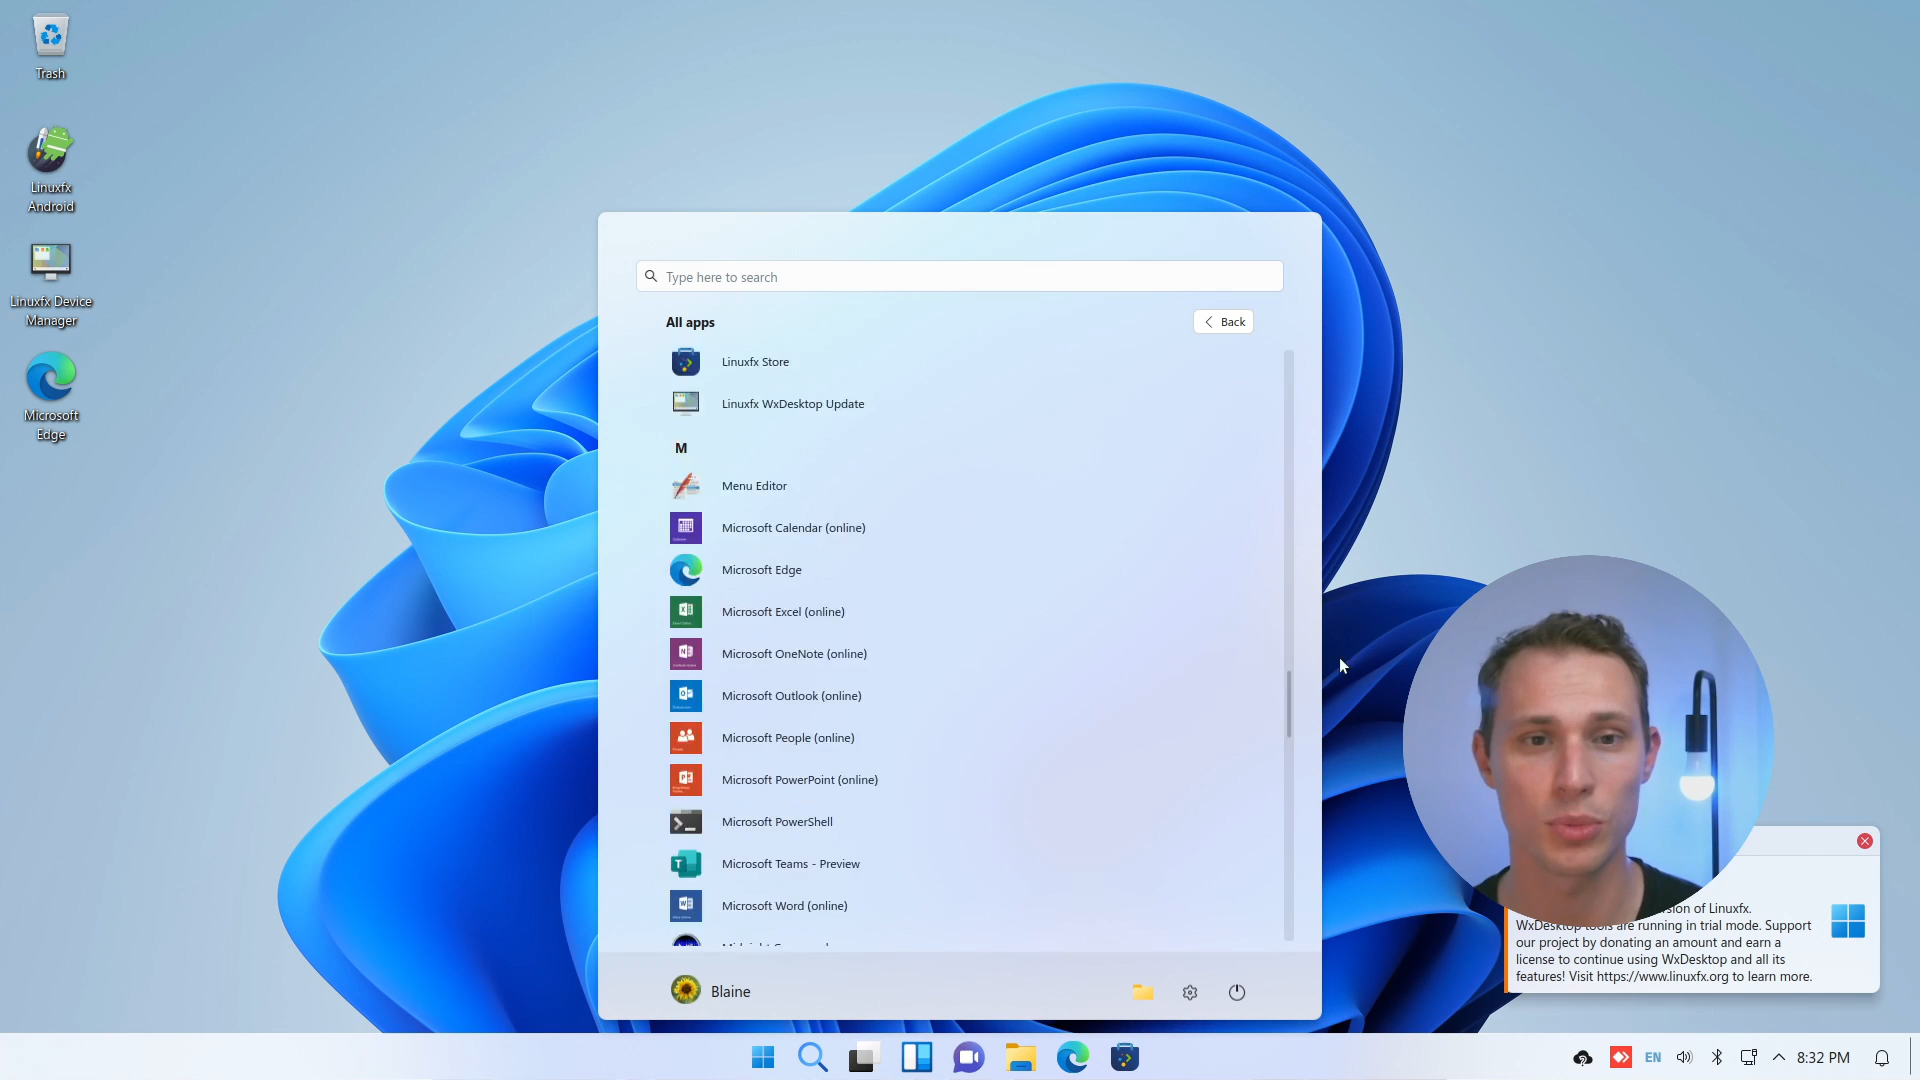 Trash
Linuxfx
Android
Linuxfx Device
Manager
Microsoft
Edge
Type here to search
All apps
Back
Linuxfx Store
Linuxfx WxDesktop Update
M
Menu Editor
Microsoft Calendar (online)
Microsoft Edge
Microsoft Excel (online)
Microsoft OneNote (online)
Microsoft Outlook (online)
Microsoft People (online)
Microsoft PowerPoint (online)
Microsoft PowerShell
Microsoft Teams - Preview
Microsoft Word (online)
Blaine
of Linuxfx.
WxDesktop tools are running in trial mode. Support
our project by donating an amount and earn a
license to continue using WxDesktop and all its
features! Visit https://www.linuxfx.org to learn more.
EN
8:32 PM